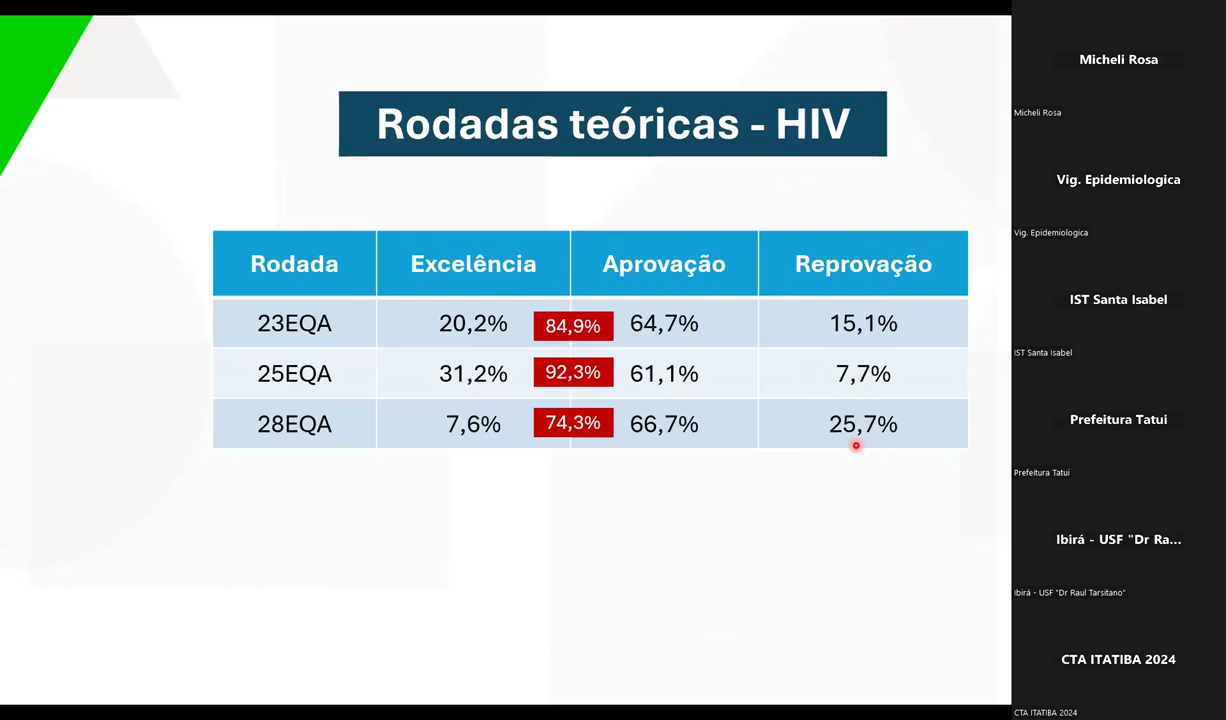 Rodadas teóricas - HIV
Rodada Excelência Aprovação Reprovação
23EQA 20,2% 84,9% 64,7% 15,1%
25EQA 31,2% 92,3% 61,1% 7,7%
28EQA 7,6% 74,3% 66,7% 25,7%
Micheli Rosa
Micheli Rosa
Vig. Epidemiologica
Vig. Epidemiologica
IST Santa Isabel
IST Santa Isabel
Prefeitura Tatui
Prefeitura Tatui
Ibirá - USF "Dr Ra...
Ibirá - USF "Dr Raul Tarsitano"
CTA ITATIBA 2024
CTA ITATIBA 2024